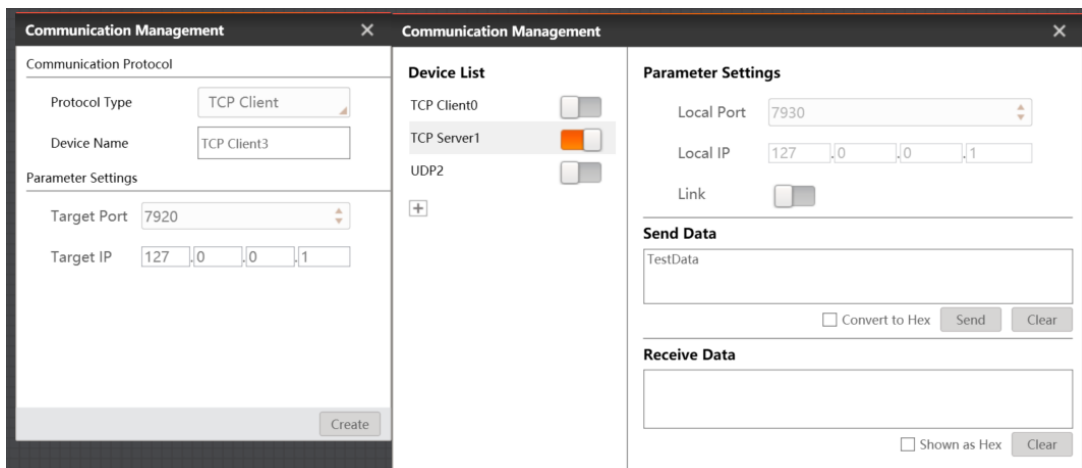 Communication Management
Communication Protocol
Protocol Type TCP Client
Device Name TCP Client3
Parameter Settings
Target Port 7920
Target IP 127 .0 .0 .1
Create
Communication Management
Device List
TCP Client0
TCP Server1
UDP2
Parameter Settings
Local Port 7930
Local IP 127 .0 .0 .1
Link
Send Data
TestData
Convert to Hex Send Clear
Receive Data
Shown as Hex Clear